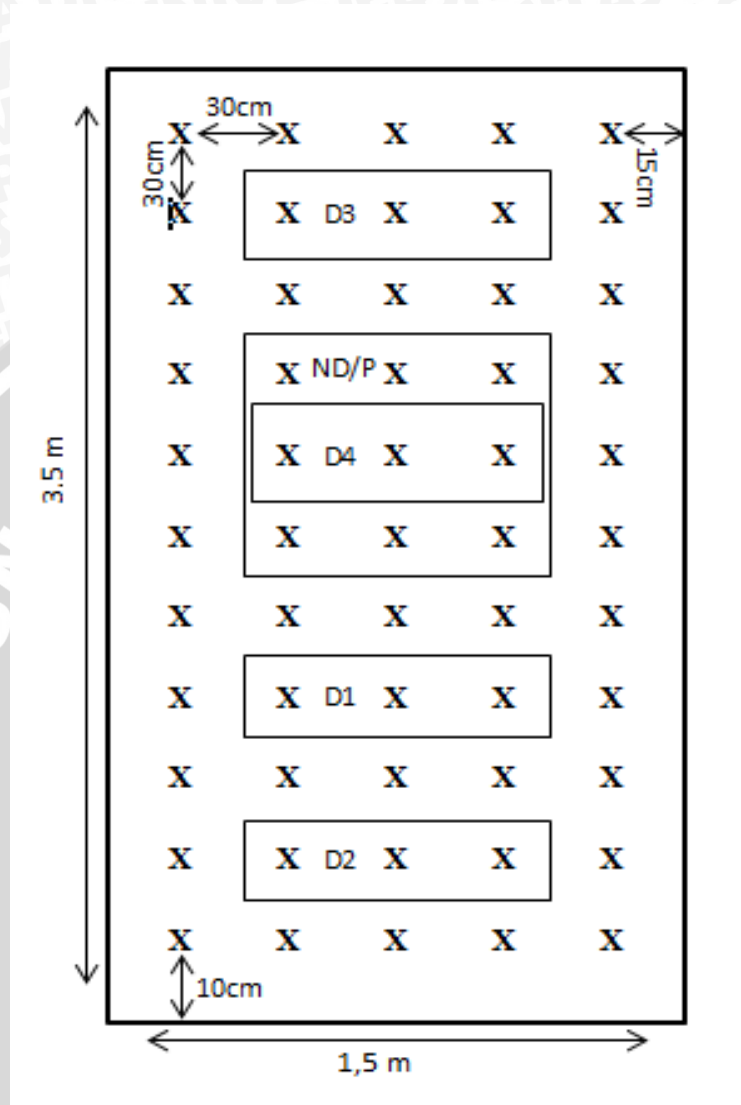 30cm
X X X X X
30cm
15cm
X X D3 X X X
X X X X X
X X ND/P X X X
X X D4 X X X
3.5 m
X X X X X
X X X X X
X X D1 X X X
X X X X X
X X D2 X X X
X X X X X
10cm
1,5 m